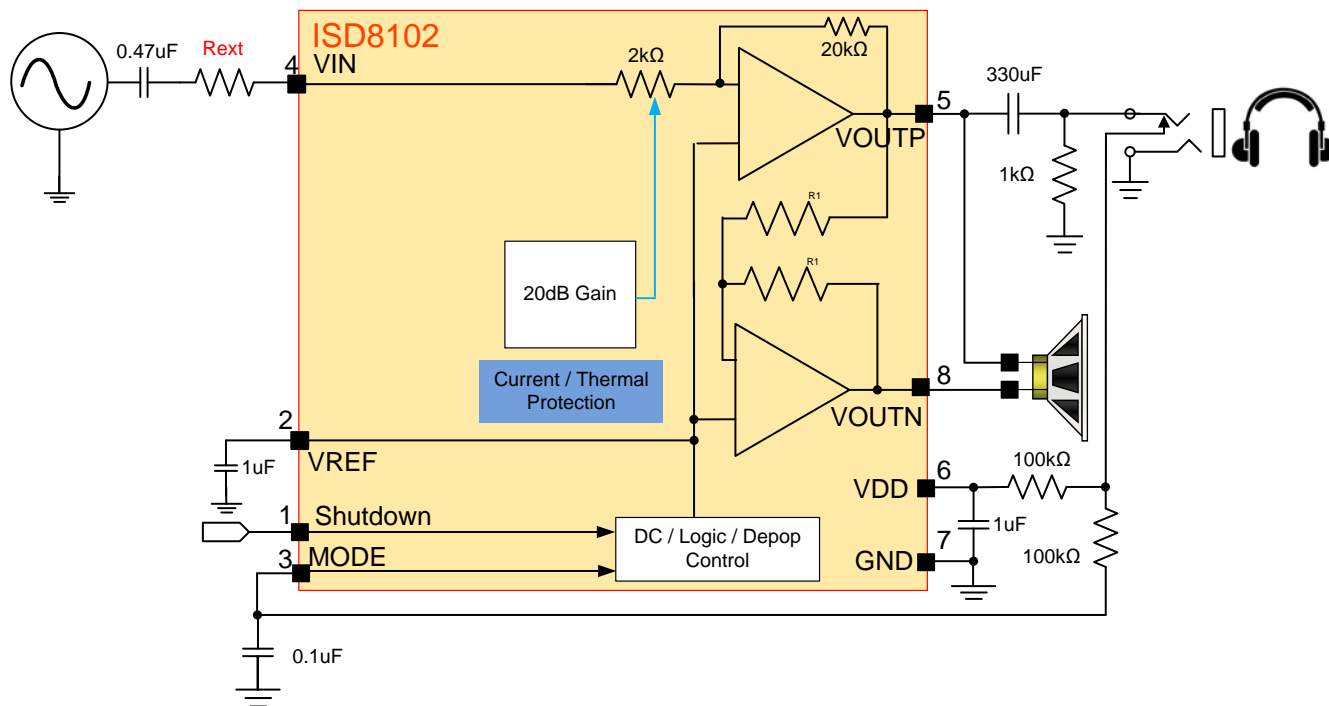 ISD8102
0.47uF
Rext
4
VIN
2kΩ
20kΩ
330uF
5
VOUTP
1kΩ
R1
R1
20dB Gain
Current / Thermal
Protection
8
VOUTN
2
VREF
1uF
6
VDD
100kΩ
1
Shutdown
DC / Logic / Depop
Control
1uF
7
GND
100kΩ
3
MODE
0.1uF